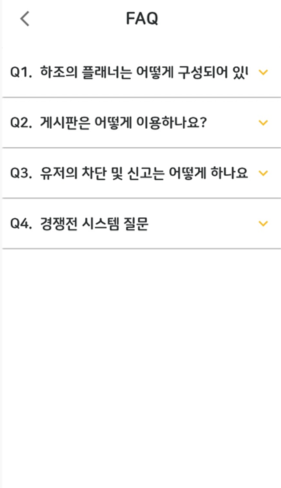 FAQ
Q1. 하조의 플래너는 어떻게 구성되어
Q2. 게시판은 어떻게 이용하나요?
Q3. 유저의 차단 및 신고는 어떻게 하나요
Q4. 경쟁전 시스템 질문